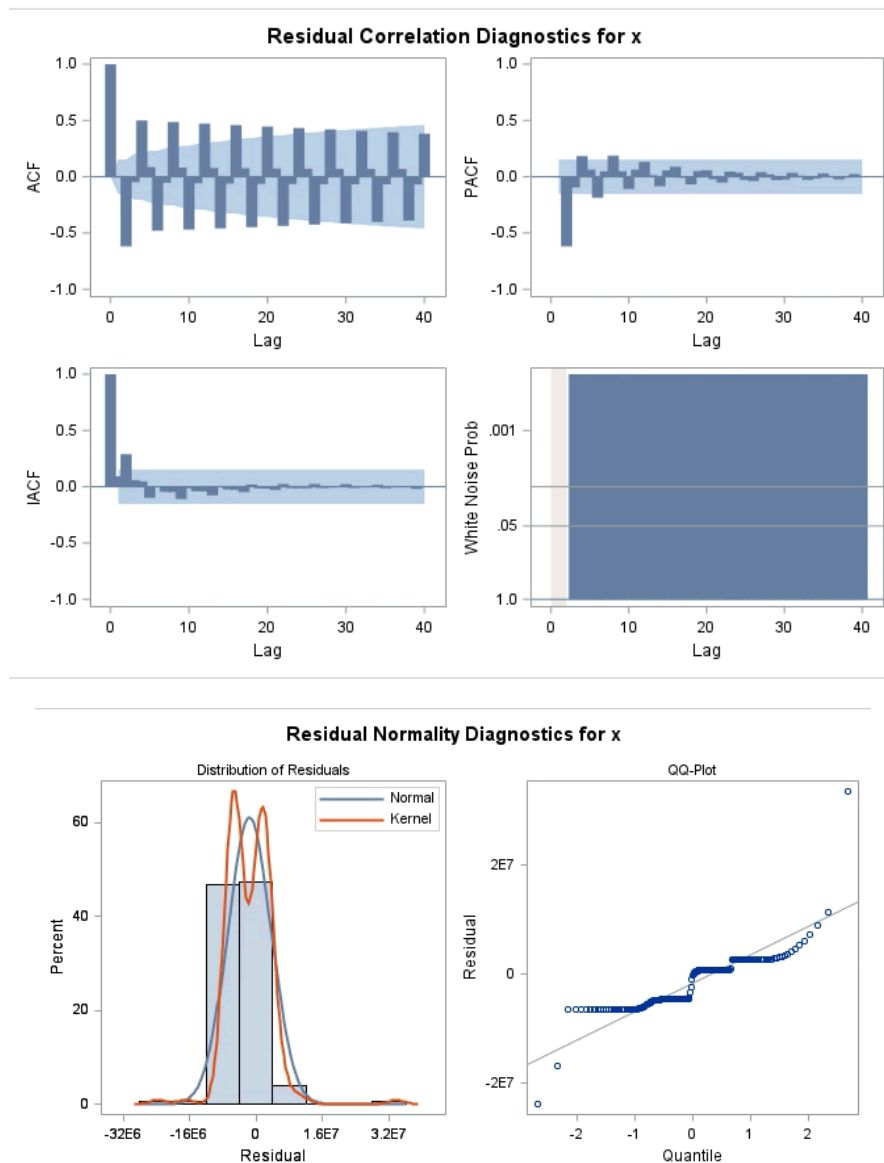 Residual Correlation Diagnostics for x
1.0
0.5
0.0
-0.5
-1.0
ACF
0 10 20 30 40
Lag
1.0
0.5
0.0
-0.5
-1.0
PACF
0 10 20 30 40
Lag
1.0
0.5
0.0
-0.5
-1.0
IACF
0 10 20 30 40
Lag
.001
.05
1.0
White Noise Prob
0 10 20 30 40
Lag
Residual Normality Diagnostics for x
Distribution of Residuals
Normal
Kernel
60
40
20
0
Percent
-32E6 -16E6 0 1.6E7 3.2E7
Residual
QQ-Plot
2E7
0
-2E7
Residual
-2 -1 0 1 2
Quantile